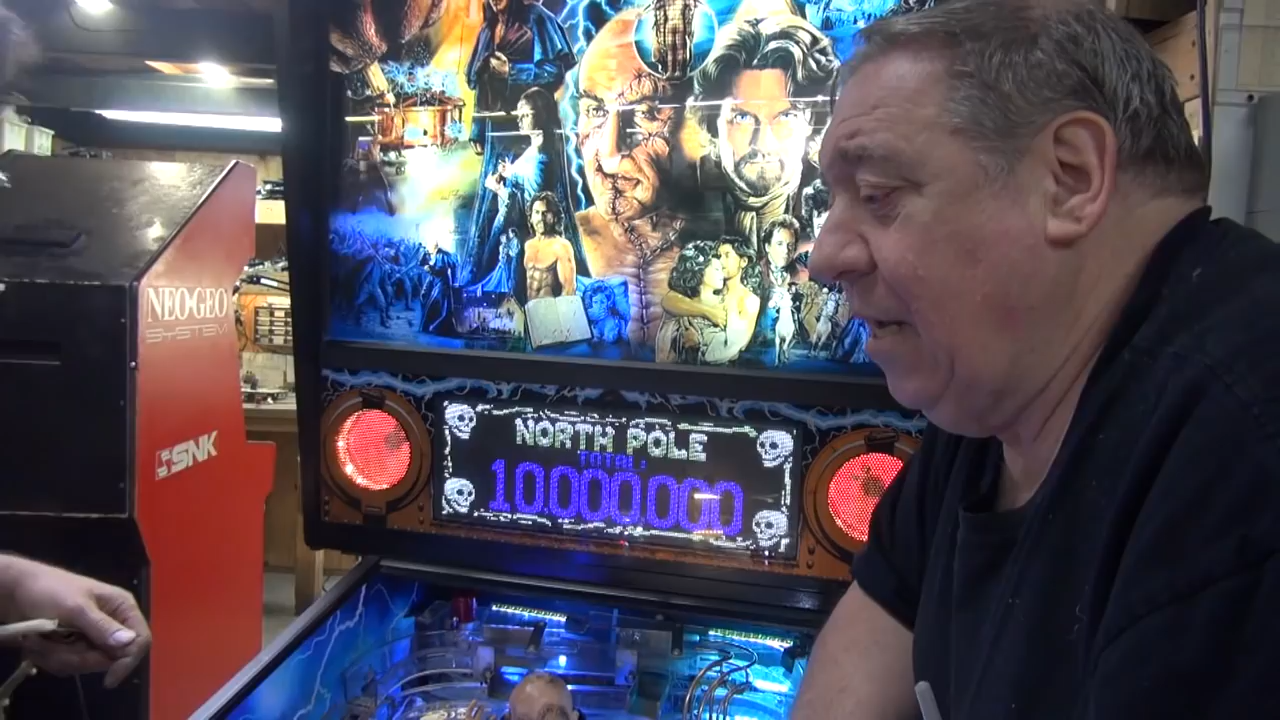 NEO•GEO
SYSTEM
SNK
NORTH POLE
TOTAL:
10,000,000